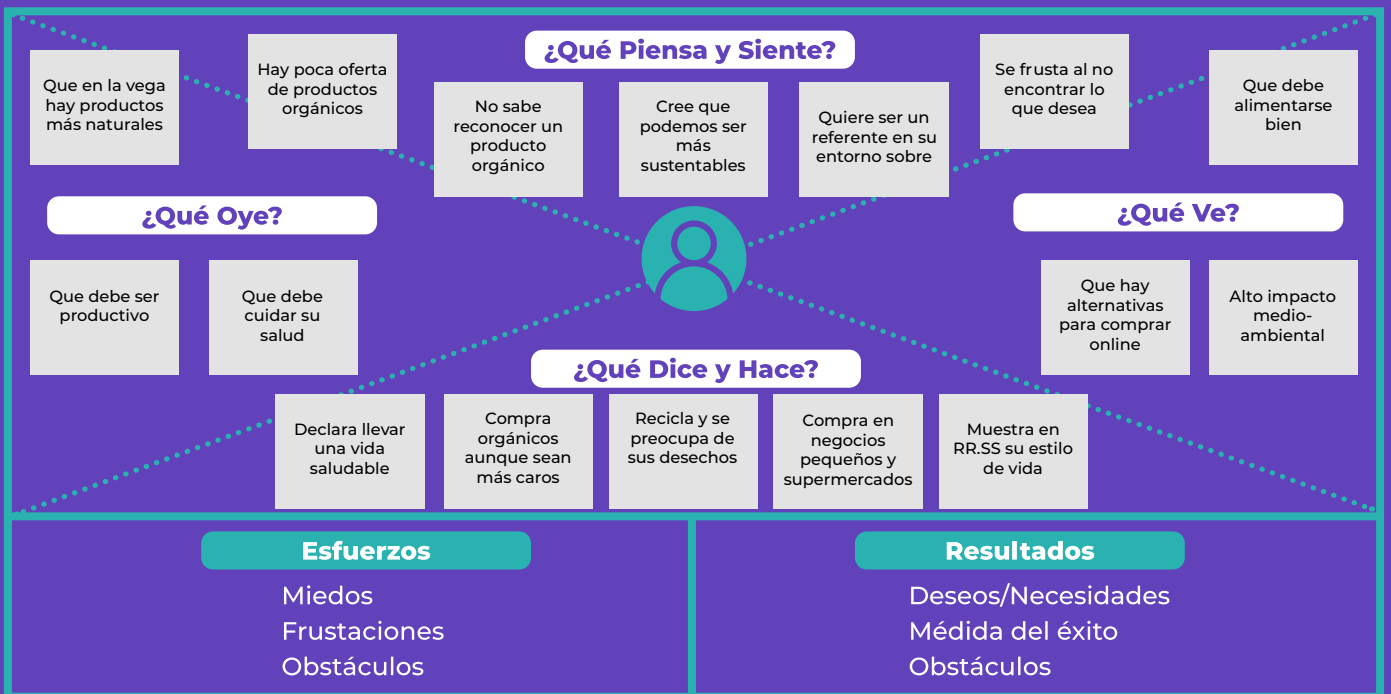 ¿Qué Piensa y Siente?
Que en la vega
hay productos
más naturales
Hay poca oferta
de productos
orgánicos
No sabe
reconocer un
producto
orgánico
Cree que
podemos ser
más
sustentables
Quiere ser un
referente en su
entorno sobre
Se frusta al no
encontrar lo
que desea
Que debe
alimentarse
bien
¿Qué Oye?
Que debe ser
productivo
Que debe
cuidar su
salud
¿Qué Ve?
Que hay
alternativas
para comprar
online
Alto impacto
medio-
ambiental
¿Qué Dice y Hace?
Declara llevar
una vida
saludable
Compra
orgánicos
aunque sean
más caros
Recicla y se
preocupa de
sus desechos
Compra en
negocios
pequeños y
supermercados
Muestra en
RR.SS su estilo
de vida
Esfuerzos
Miedos
Frustaciones
Obstáculos
Resultados
Deseos/Necesidades
Médida del éxito
Obstáculos